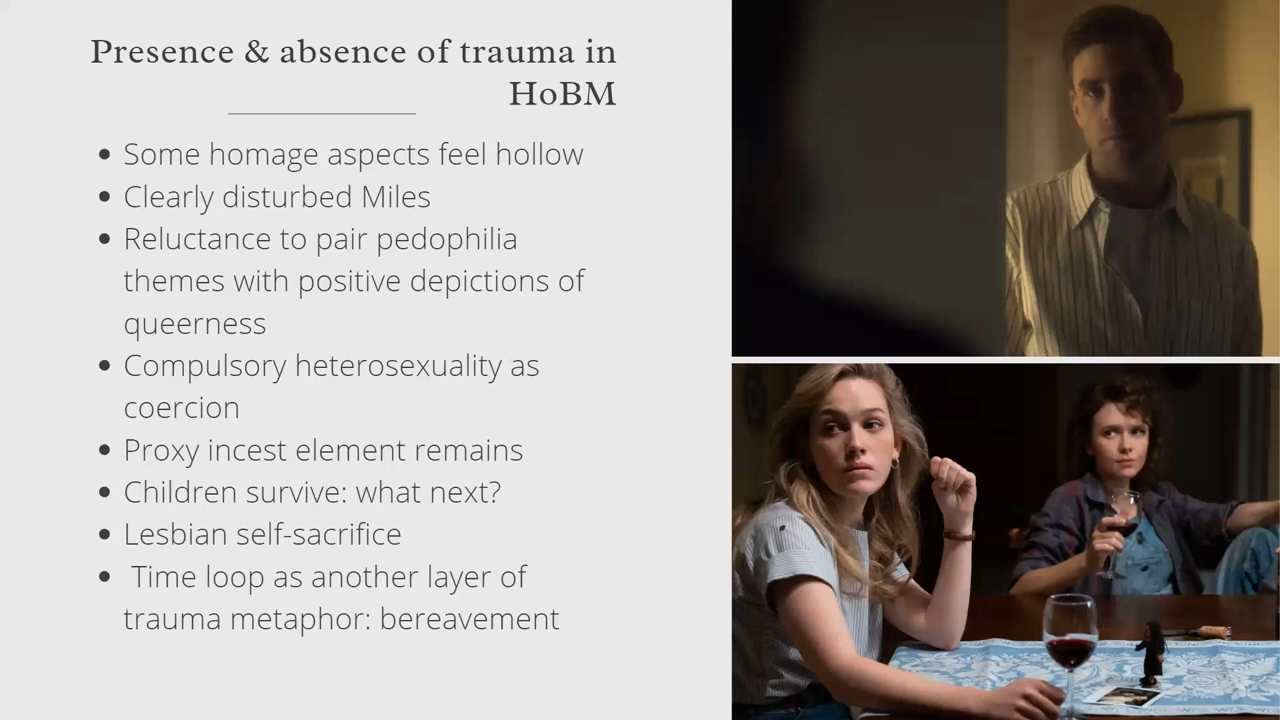 Presence & absence of trauma in
HoBM
• Some homage aspects feel hollow
• Clearly disturbed Miles
• Reluctance to pair pedophilia
themes with positive depictions of
queerness
• Compulsory heterosexuality as
coercion
• Proxy incest element remains
• Children survive: what next?
• Lesbian self-sacrifice
• Time loop as another layer of
trauma metaphor: bereavement